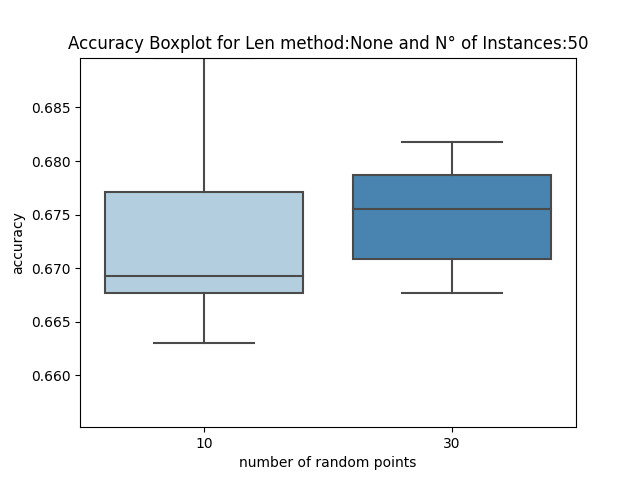 Accuracy Boxplot for Len method:None and N° of Instances:50
0.685
0.680
0.675
0.670
0.665
0.660
accuracy
10 30
number of random points